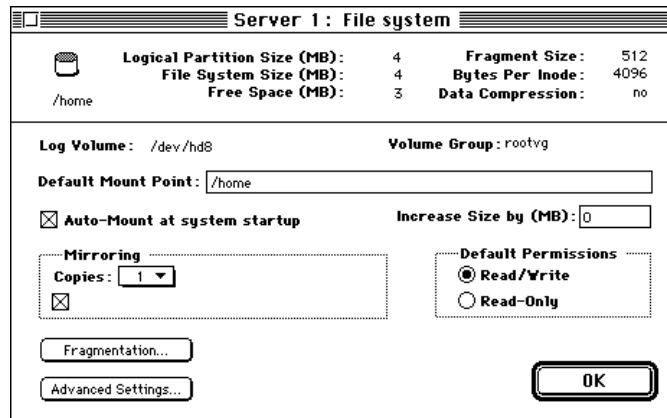 Server 1 : File system
Logical Partition Size (MB): 4 Fragment Size: 512
File System Size (MB): 4 Bytes Per Inode: 4096
Free Space (MB): 3 Data Compression: no
/home
Log Volume: /dev/hd8 Volume Group: rootvg
Default Mount Point: /home
Auto-Mount at system startup Increase Size by (MB): 0
Mirroring Default Permissions
Copies: 1 Read/Write
Read-Only
Fragmentation...
Advanced Settings... OK